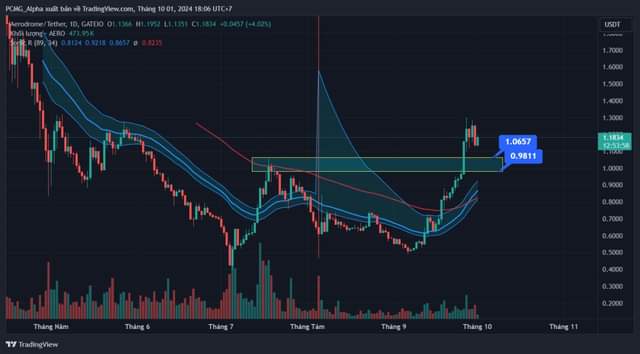 PCMG_Alpha xuất bản về TradingView.com, Tháng 10 01, 2024 18:06 UTC+7
Aerodrome/Tether, 1D, GATEIO O1.1366 H1.1952 L1.1351 C1.1834 +0.0457 (+4.02%)
Khối lượng · AERO 473.95K
Sonic R (89, 34) 0.8124 0.9218 0.8657 ø 0.8235
USDT
1.8000
1.7000
1.6000
1.5000
1.4000
1.3000
1.1834
12:53:58
1.1000
1.0657
1.0000
0.9811
0.9000
0.8000
0.7000
0.6000
0.5000
0.4000
0.3000
0.2000
Tháng Năm
Tháng 6
Tháng 7
Tháng Tám
Tháng 9
Tháng 10
Tháng 11
TradingView